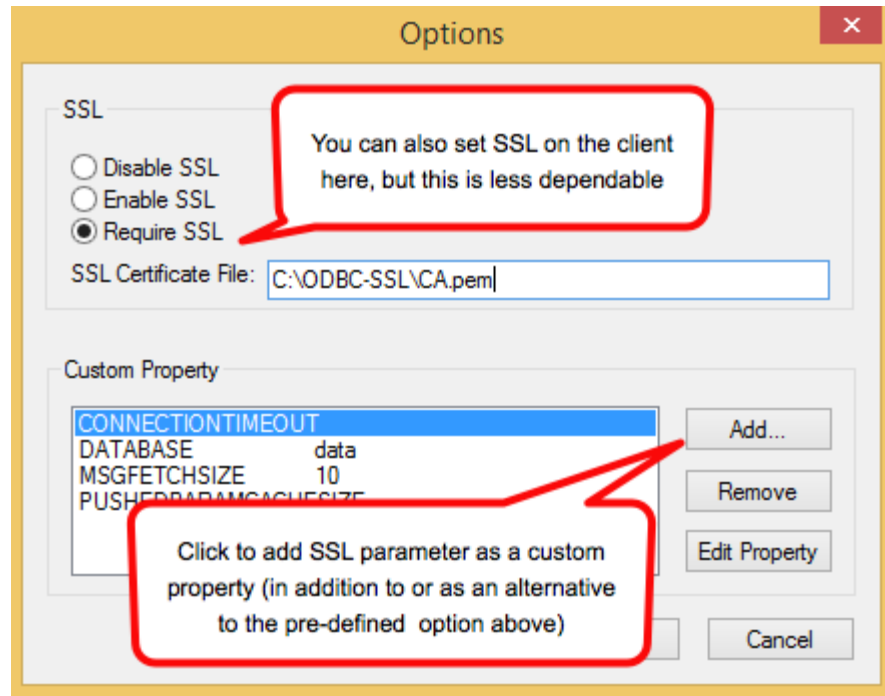 Options
SSL
You can also set SSL on the client
here, but this is less dependable
Disable SSL
Enable SSL
Require SSL
SSL Certificate File: C:\ODBC-SSL\CA.pem
Custom Property
CONNECTIONTIMEOUT
DATABASE data
MSGFETCHSIZE 10
Add...
Remove
Edit Property
Click to add SSL parameter as a custom
property (in addition to or as an alternative
to the pre-defined option above)
Cancel